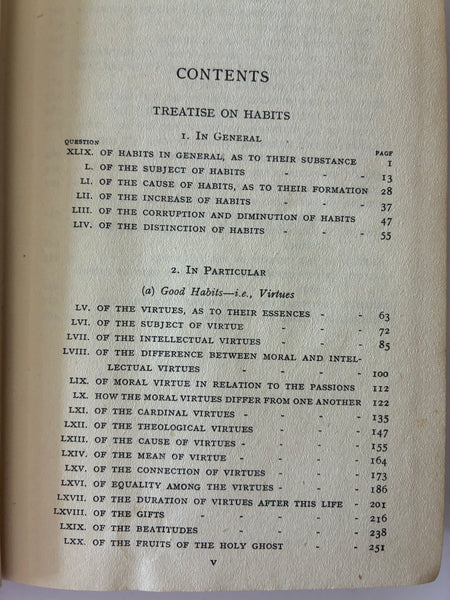 CONTENTS
TREATISE ON HABITS
1. In General
QUESTION PAGE
XLIX. OF HABITS IN GENERAL, AS TO THEIR SUBSTANCE 1
L. OF THE SUBJECT OF HABITS - - - 13
LI. OF THE CAUSE OF HABITS, AS TO THEIR FORMATION 28
LII. OF THE INCREASE OF HABITS - - - 37
LIII. OF THE CORRUPTION AND DIMINUTION OF HABITS 47
LIV. OF THE DISTINCTION OF HABITS - - - 55
2. In Particular
(a) Good Habits—i.e., Virtues
LV. OF THE VIRTUES, AS TO THEIR ESSENCES - - 63
LVI. OF THE SUBJECT OF VIRTUE - - - 72
LVII. OF THE INTELLECTUAL VIRTUES - - - 85
LVIII. OF THE DIFFERENCE BETWEEN MORAL AND INTEL-
LECTUAL VIRTUES - - - - 100
LIX. OF MORAL VIRTUE IN RELATION TO THE PASSIONS 112
LX. HOW THE MORAL VIRTUES DIFFER FROM ONE ANOTHER 122
LXI. OF THE CARDINAL VIRTUES - - - - 135
LXII. OF THE THEOLOGICAL VIRTUES - - - 147
LXIII. OF THE CAUSE OF VIRTUES - - - - 155
LXIV. OF THE MEAN OF VIRTUE - - - - 164
LXV. OF THE CONNECTION OF VIRTUES - - - 173
LXVI. OF EQUALITY AMONG THE VIRTUES - - - 186
LXVII. OF THE DURATION OF VIRTUES AFTER THIS LIFE - 201
LXVIII. OF THE GIFTS - - - - 216
LXIX. OF THE BEATITUDES - - - 238
LXX. OF THE FRUITS OF THE HOLY GHOST - - 251
V